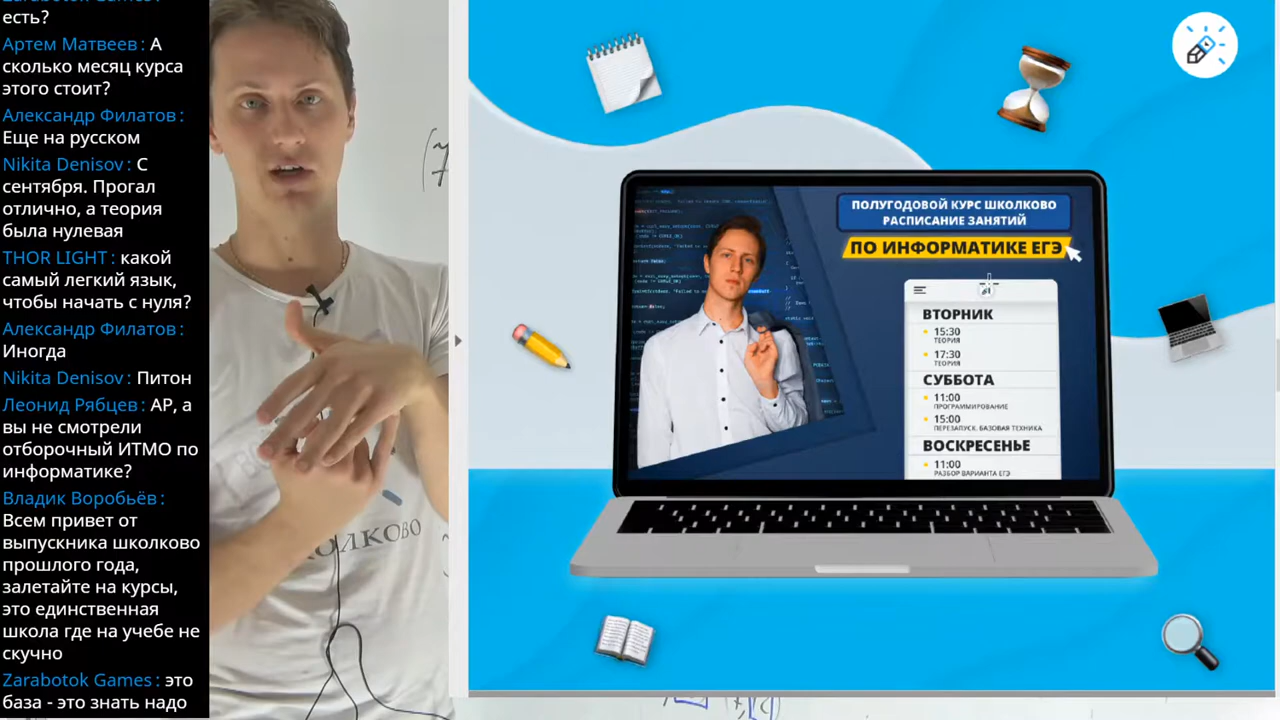 есть?
Артем Матвеев : А
сколько месяц курса
этого стоит?
Александр Филатов :
Еще на русском
Nikita Denisov : С
сентября. Прогал
отлично, а теория
была нулевая
THOR LIGHT : какой
самый легкий язык,
чтобы начать с нуля?
Александр Филатов :
Иногда
Nikita Denisov : Питон
Леонид Рябцев : АР, а
вы не смотрели
отборочный ИТМО по
информатике?
Владик Воробьёв :
Всем привет от
выпускника школково
прошлого года,
залетайте на курсы,
это единственная
школа где на учебе не
скучно
Zarabotok Games : это
база - это знать надо
ПОЛУГОДОВОЙ КУРС ШКОЛКОВО
РАСПИСАНИЕ ЗАНЯТИЙ
ПО ИНФОРМАТИКЕ ЕГЭ
ВТОРНИК
15:30
ТЕОРИЯ
17:30
ТЕОРИЯ
СУББОТА
11:00
ПРОГРАММИРОВАНИЕ
15:00
ПЕРЕЗАПУСК. БАЗОВАЯ ТЕХНИКА
ВОСКРЕСЕНЬЕ
11:00
РАЗБОР ВАРИАНТА ЕГЭ